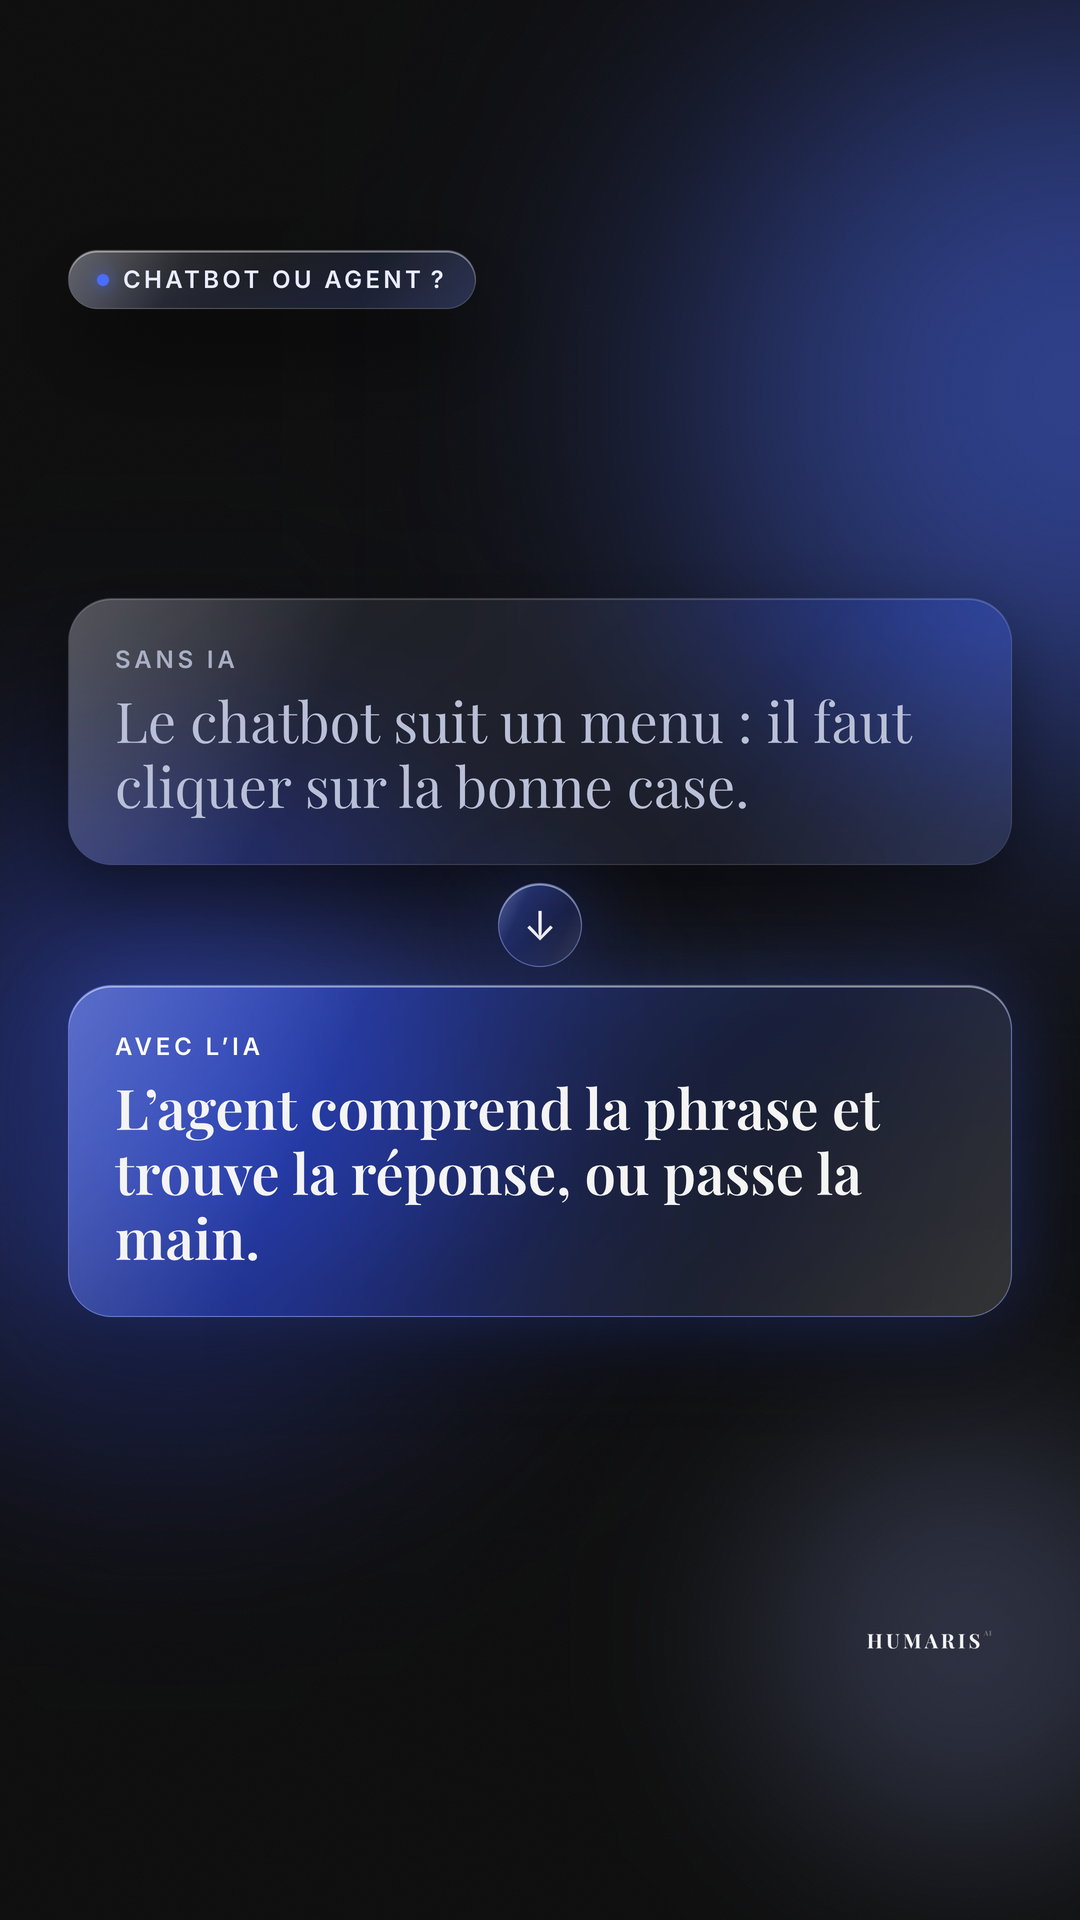 CHATBOT OU AGENT ?
SANS IA
Le chatbot suit un menu : il faut
cliquer sur la bonne case.
AVEC L’IA
L’agent comprend la phrase et
trouve la réponse, ou passe la
main.
HUMARIS AI